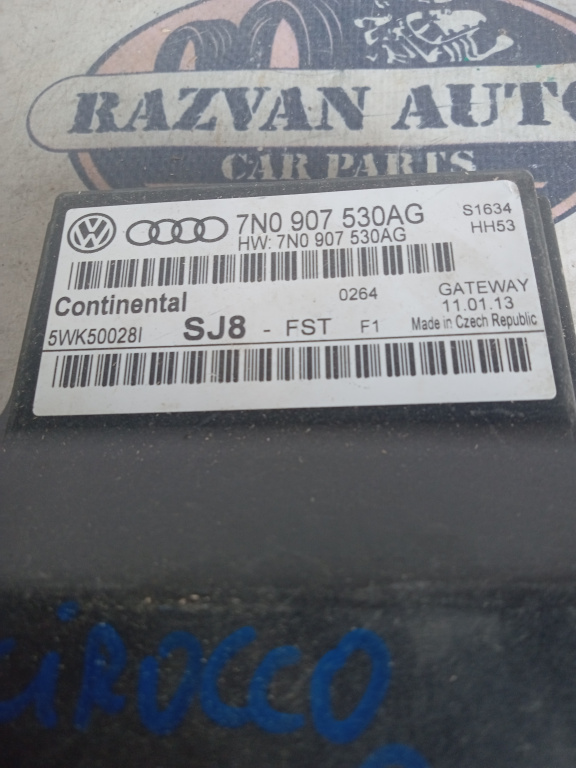 RAZVAN AUTO
CAR PARTS
7N0 907 530AG S1634
HW: 7N0 907 530AG HH53
Continental 0264 GATEWAY
11.01.13
5WK50028I SJ8 - FST F1 Made in Czech Republic
CIROCCO